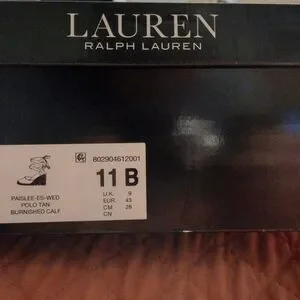 LAUREN
RALPH LAUREN
802904612001
11 B
PAISLEE-ES-WED
POLO TAN
BURNISHED CALF
U.K. 9
EUR. 43
CM 28
CN